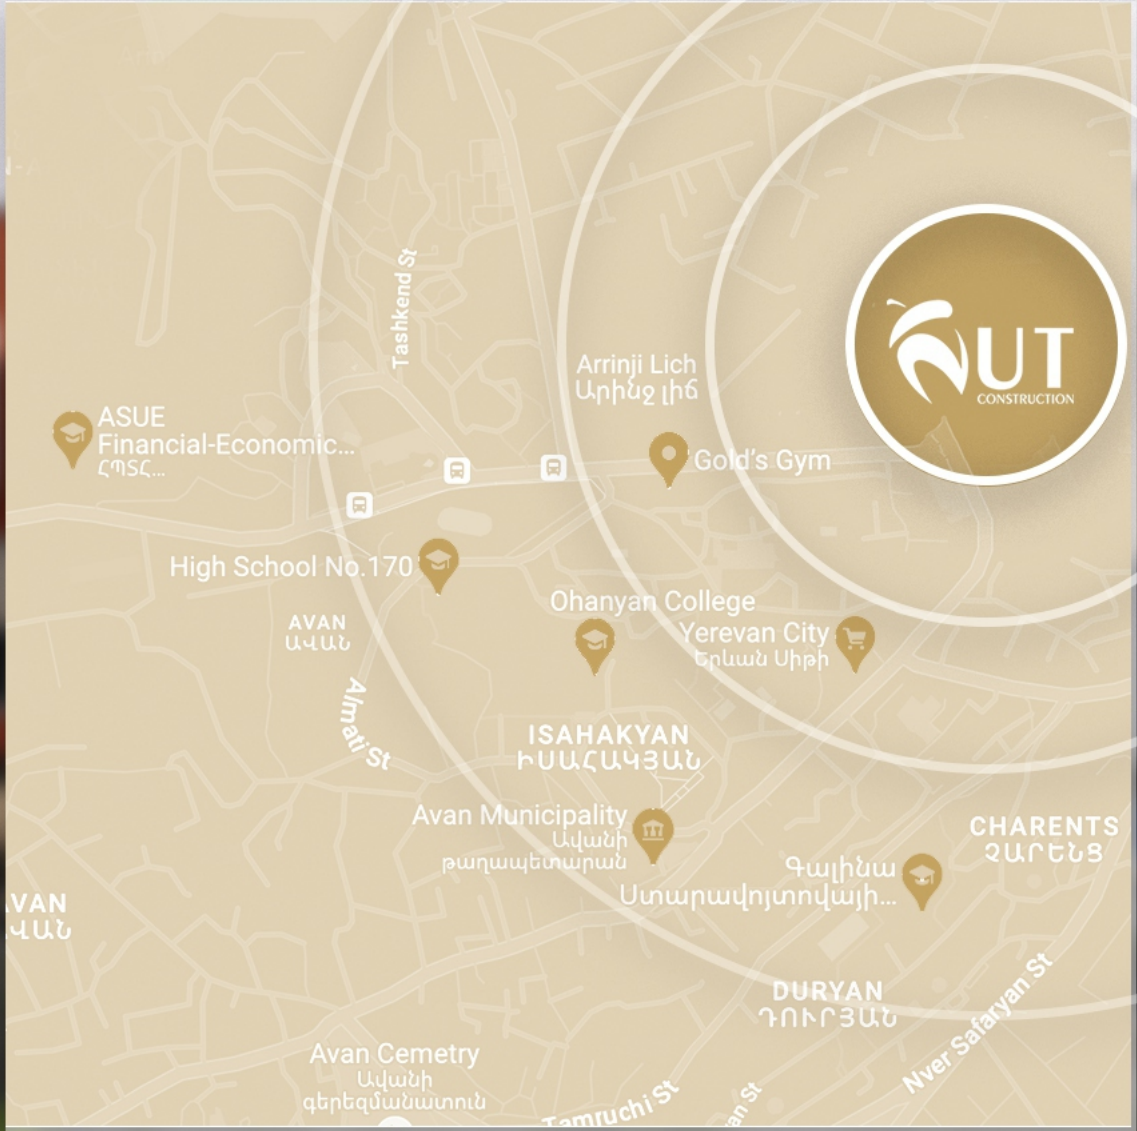 Tashkend St
UT
CONSTRUCTION
Arrinji Lich
Արինջ լիճ
ASUE
Financial-Economic...
ՀՊՏՀ...
Gold's Gym
High School No.170
Ohanyan College
AVAN
ԱՎԱՆ
Yerevan City
Երևան Սիթի
Almati St
ISAHAKYAN
ԻՍԱՀԱԿՅԱՆ
Avan Municipality
Ավանի
թաղապետարան
CHARENTS
ՉԱՐԵՆՑ
Գալինա
Ստարավոյտովայի...
VAN
ՎԱՆ
DURYAN
ԴՈՒՐՅԱՆ
Nver Safaryan St
Avan Cemetry
Ավանի
գերեզմանատուն
Tamruchi St
an St